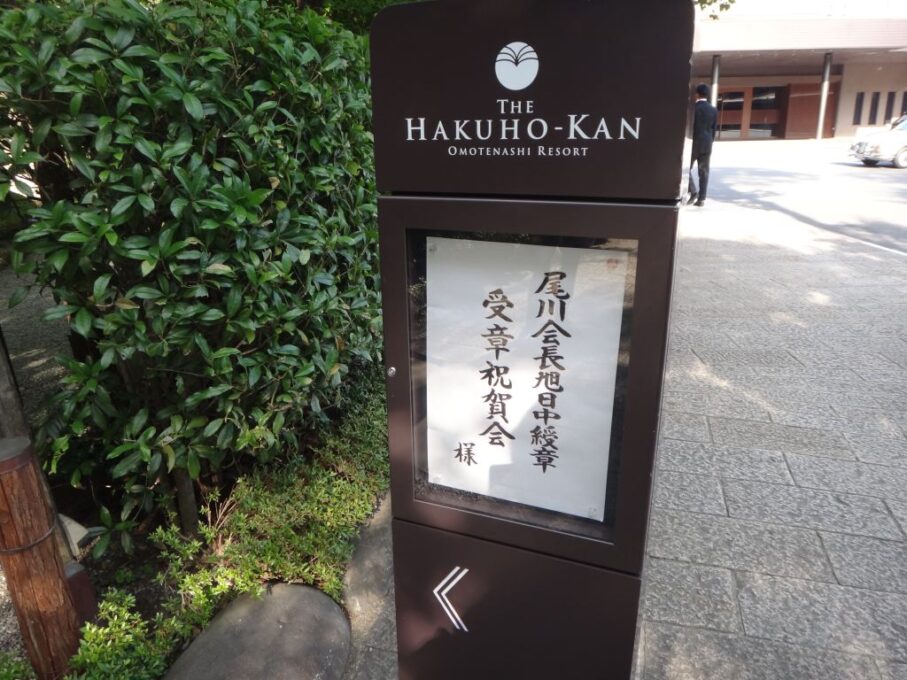 THE
HAKUHO-KAN
OMOTENASHI RESORT
尾川会長旭日中綬章
受章祝賀会
様